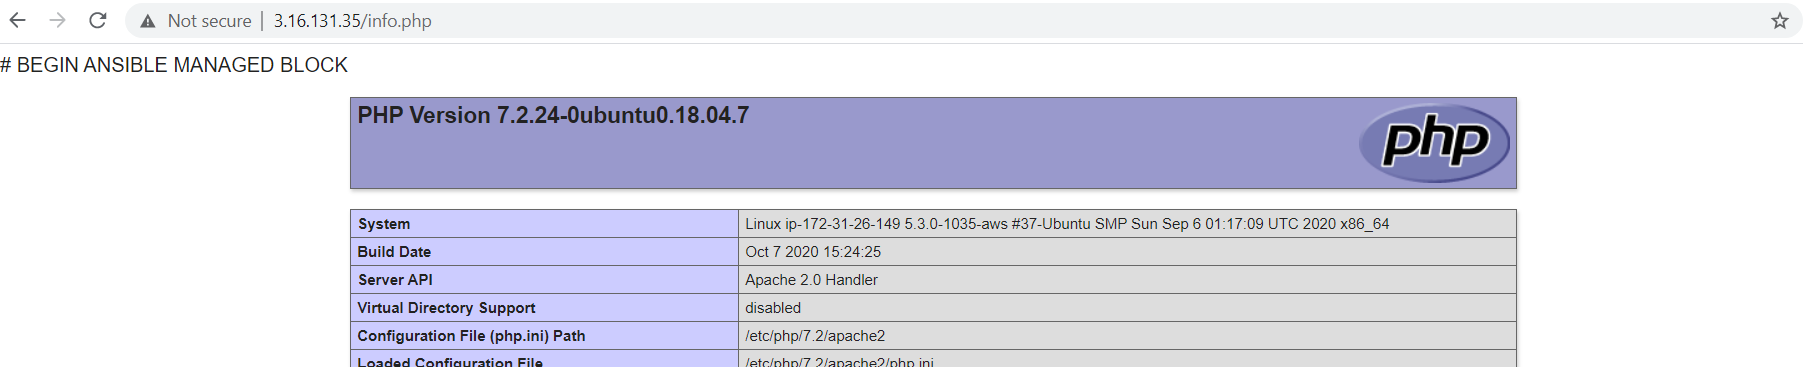 Not secure | 3.16.131.35/info.php
# BEGIN ANSIBLE MANAGED BLOCK
PHP Version 7.2.24-0ubuntu0.18.04.7
php
System Linux ip-172-31-26-149 5.3.0-1035-aws #37-Ubuntu SMP Sun Sep 6 01:17:09 UTC 2020 x86_64
Build Date Oct 7 2020 15:24:25
Server API Apache 2.0 Handler
Virtual Directory Support disabled
Configuration File (php.ini) Path /etc/php/7.2/apache2
Loaded Configuration File /etc/php/7.2/apache2/php.ini